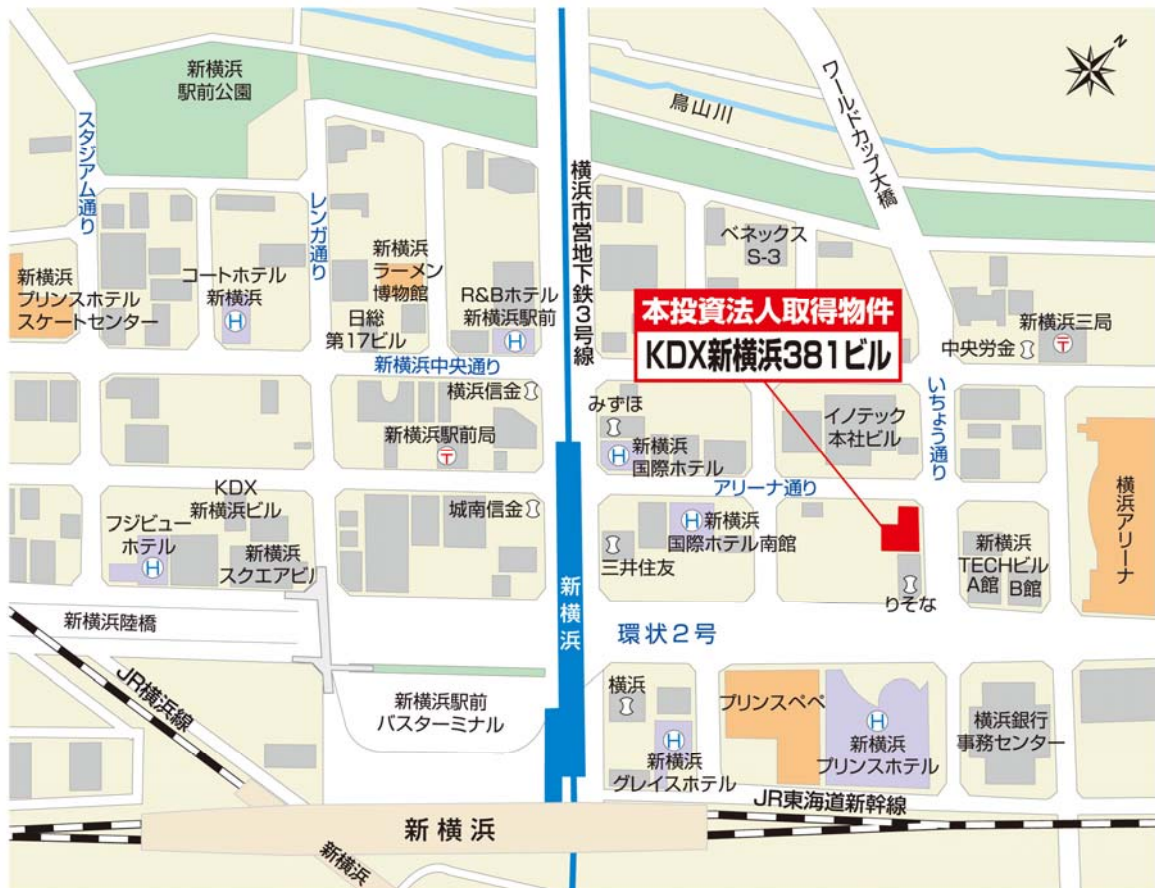 N
新横浜
駅前公園
鳥山川
ワールドカップ大橋
スタジアム通り
レンガ通り
横浜市営地下鉄3号線
ベネックス
S-3
新横浜
プリンスホテル
スケートセンター
コートホテル
新横浜
H
新横浜
ラーメン
博物館
日総
第17ビル
R&Bホテル
新横浜駅前
H
本投資法人取得物件
KDX新横浜381ビル
新横浜三局
中央労金
新横浜中央通り
横浜信金
新横浜駅前局
みずほ
H
新横浜
国際ホテル
イノテック
本社ビル
いちょう通り
アリーナ通り
横浜アリーナ
KDX
新横浜ビル
フジビュー
ホテル
H
新横浜
スクエアビル
城南信金
H
新横浜
国際ホテル南館
三井住友
りそな
新横浜
TECHビル
A館
B館
新横浜
環状2号
新横浜陸橋
JR横浜線
新横浜駅前
バスターミナル
横浜
H
新横浜
グレイスホテル
プリンスペペ
H
新横浜
プリンスホテル
横浜銀行
事務センター
JR東海道新幹線
新横浜
新横浜